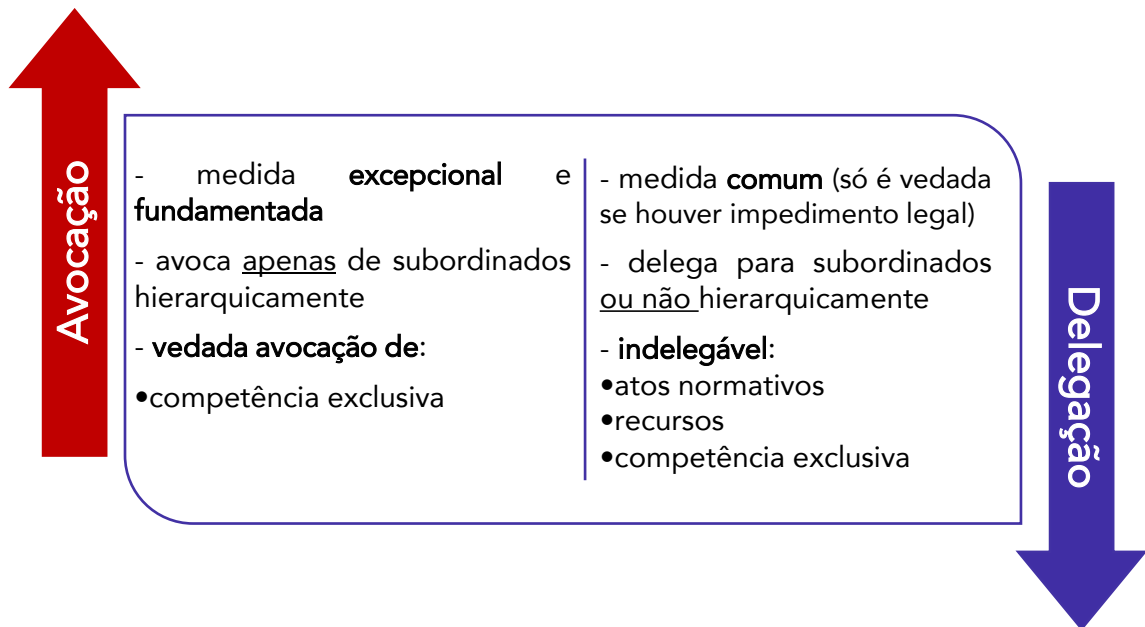 Avocação
- medida excepcional e
fundamentada
- avoca apenas de subordinados
hierarquicamente
- vedada avocação de:
•competência exclusiva
- medida comum (só é vedada
se houver impedimento legal)
- delega para subordinados
ou não hierarquicamente
- indelegável:
•atos normativos
•recursos
•competência exclusiva
Delegação